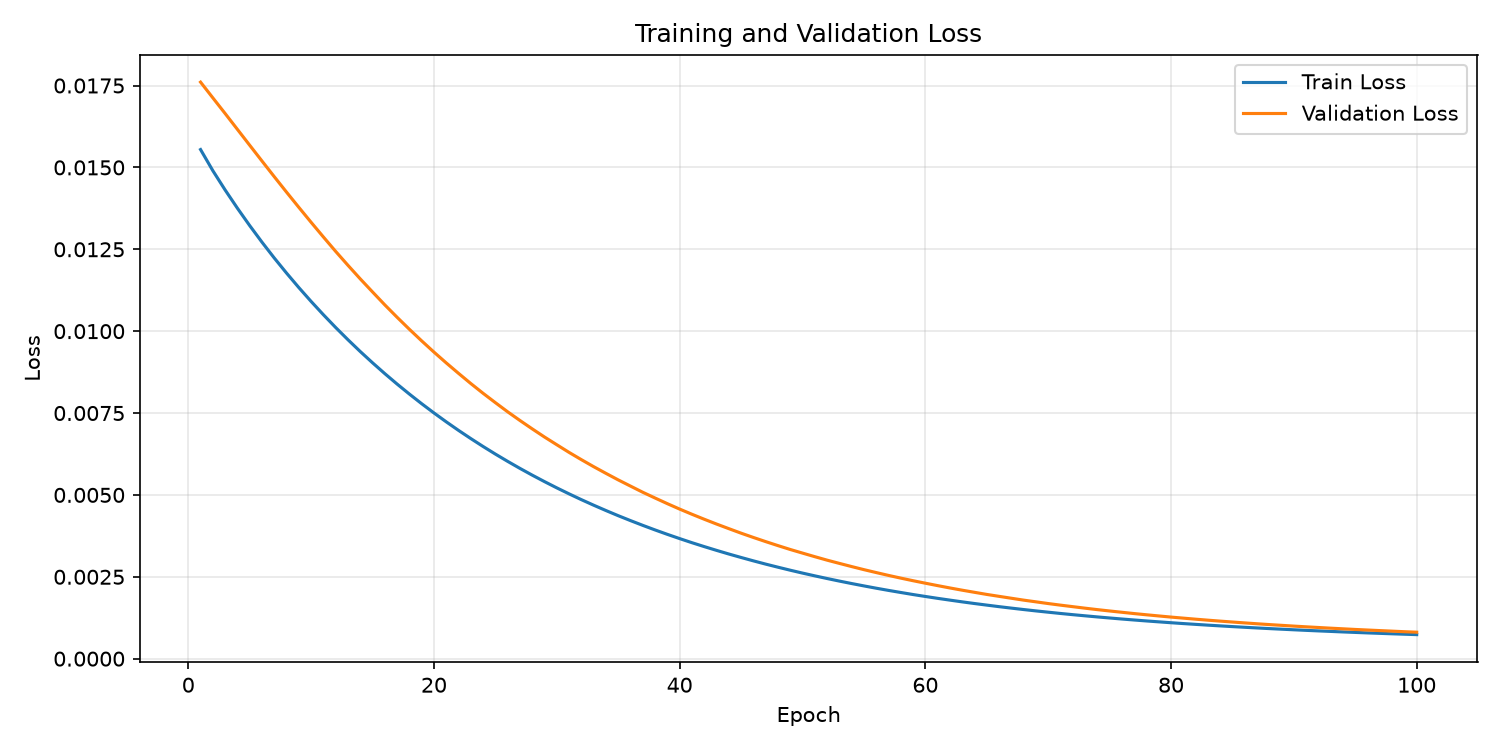 Training and Validation Loss
Train Loss
Validation Loss
0.0175
0.0150
0.0125
0.0100
0.0075
0.0050
0.0025
0.0000
Loss
0 20 40 60 80 100
Epoch